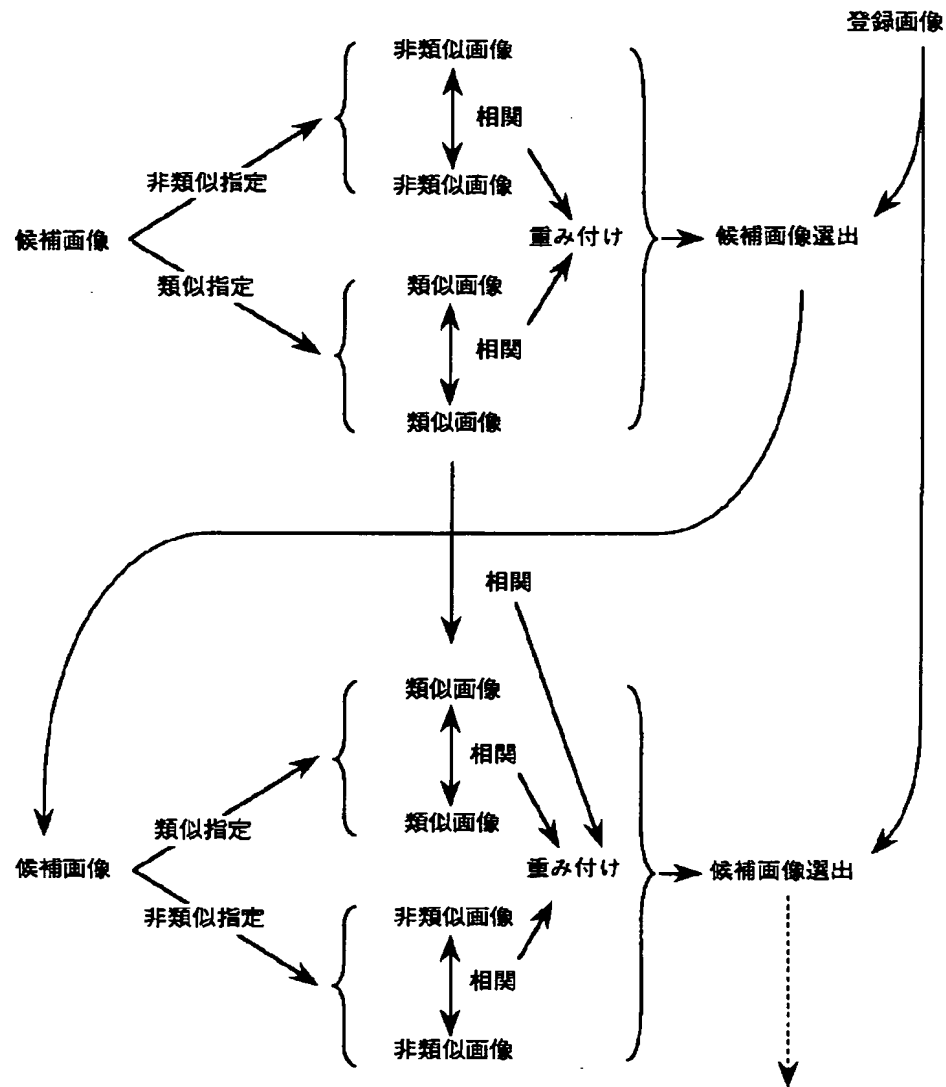 登録画像
非類似画像
相関
非類似指定
非類似画像
候補画像
重み付け
候補画像選出
類似指定
類似画像
相関
類似画像
相関
類似画像
相関
類似指定
類似画像
候補画像
重み付け
候補画像選出
非類似指定
非類似画像
相関
非類似画像